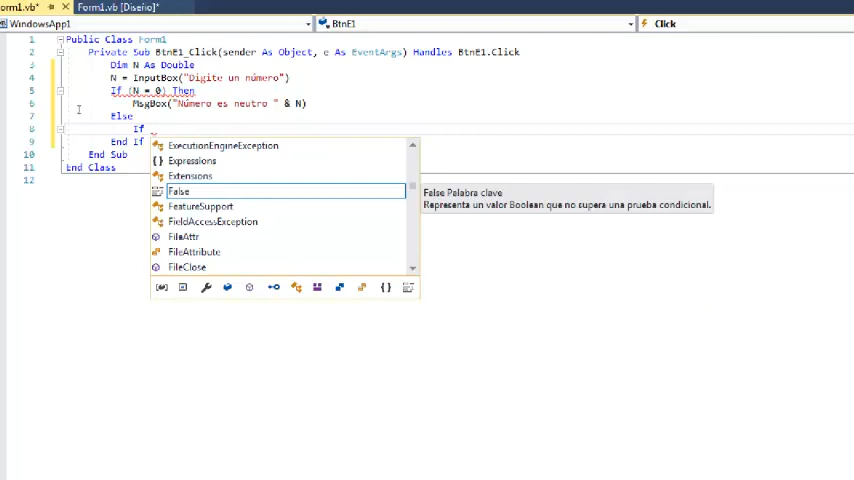 orm1.vb* Form1.vb [Diseño]*
WindowsApp1 BtnE1 Click
1 Public Class Form1
2 Private Sub BtnE1_Click(sender As Object, e As EventArgs) Handles BtnE1.Click
3 Dim N As Double
4 N = InputBox("Digite un número")
5 If (N = 0) Then
6 MsgBox("Número es neutro " & N)
7 Else
8 If
9 End If
10 End Sub
11 End Class
12
ExecutionEngineException
Expressions
Extensions
False
FeatureSupport
FieldAccessException
FileAttr
FileAttribute
FileClose
False Palabra clave
Representa un valor Boolean que no supera una prueba condicional.